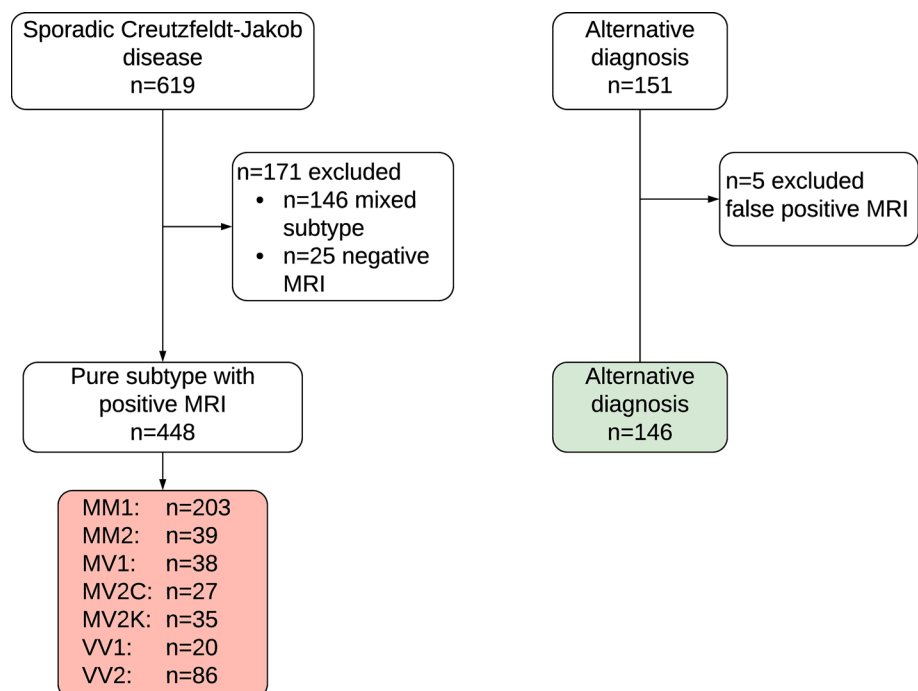 Sporadic Creutzfeldt-Jakob
disease
n=619
Alternative
diagnosis
n=151
n=171 excluded
• n=146 mixed
subtype
• n=25 negative
MRI
n=5 excluded
false positive MRI
Pure subtype with
positive MRI
n=448
Alternative
diagnosis
n=146
MM1: n=203
MM2: n=39
MV1: n=38
MV2C: n=27
MV2K: n=35
VV1: n=20
VV2: n=86